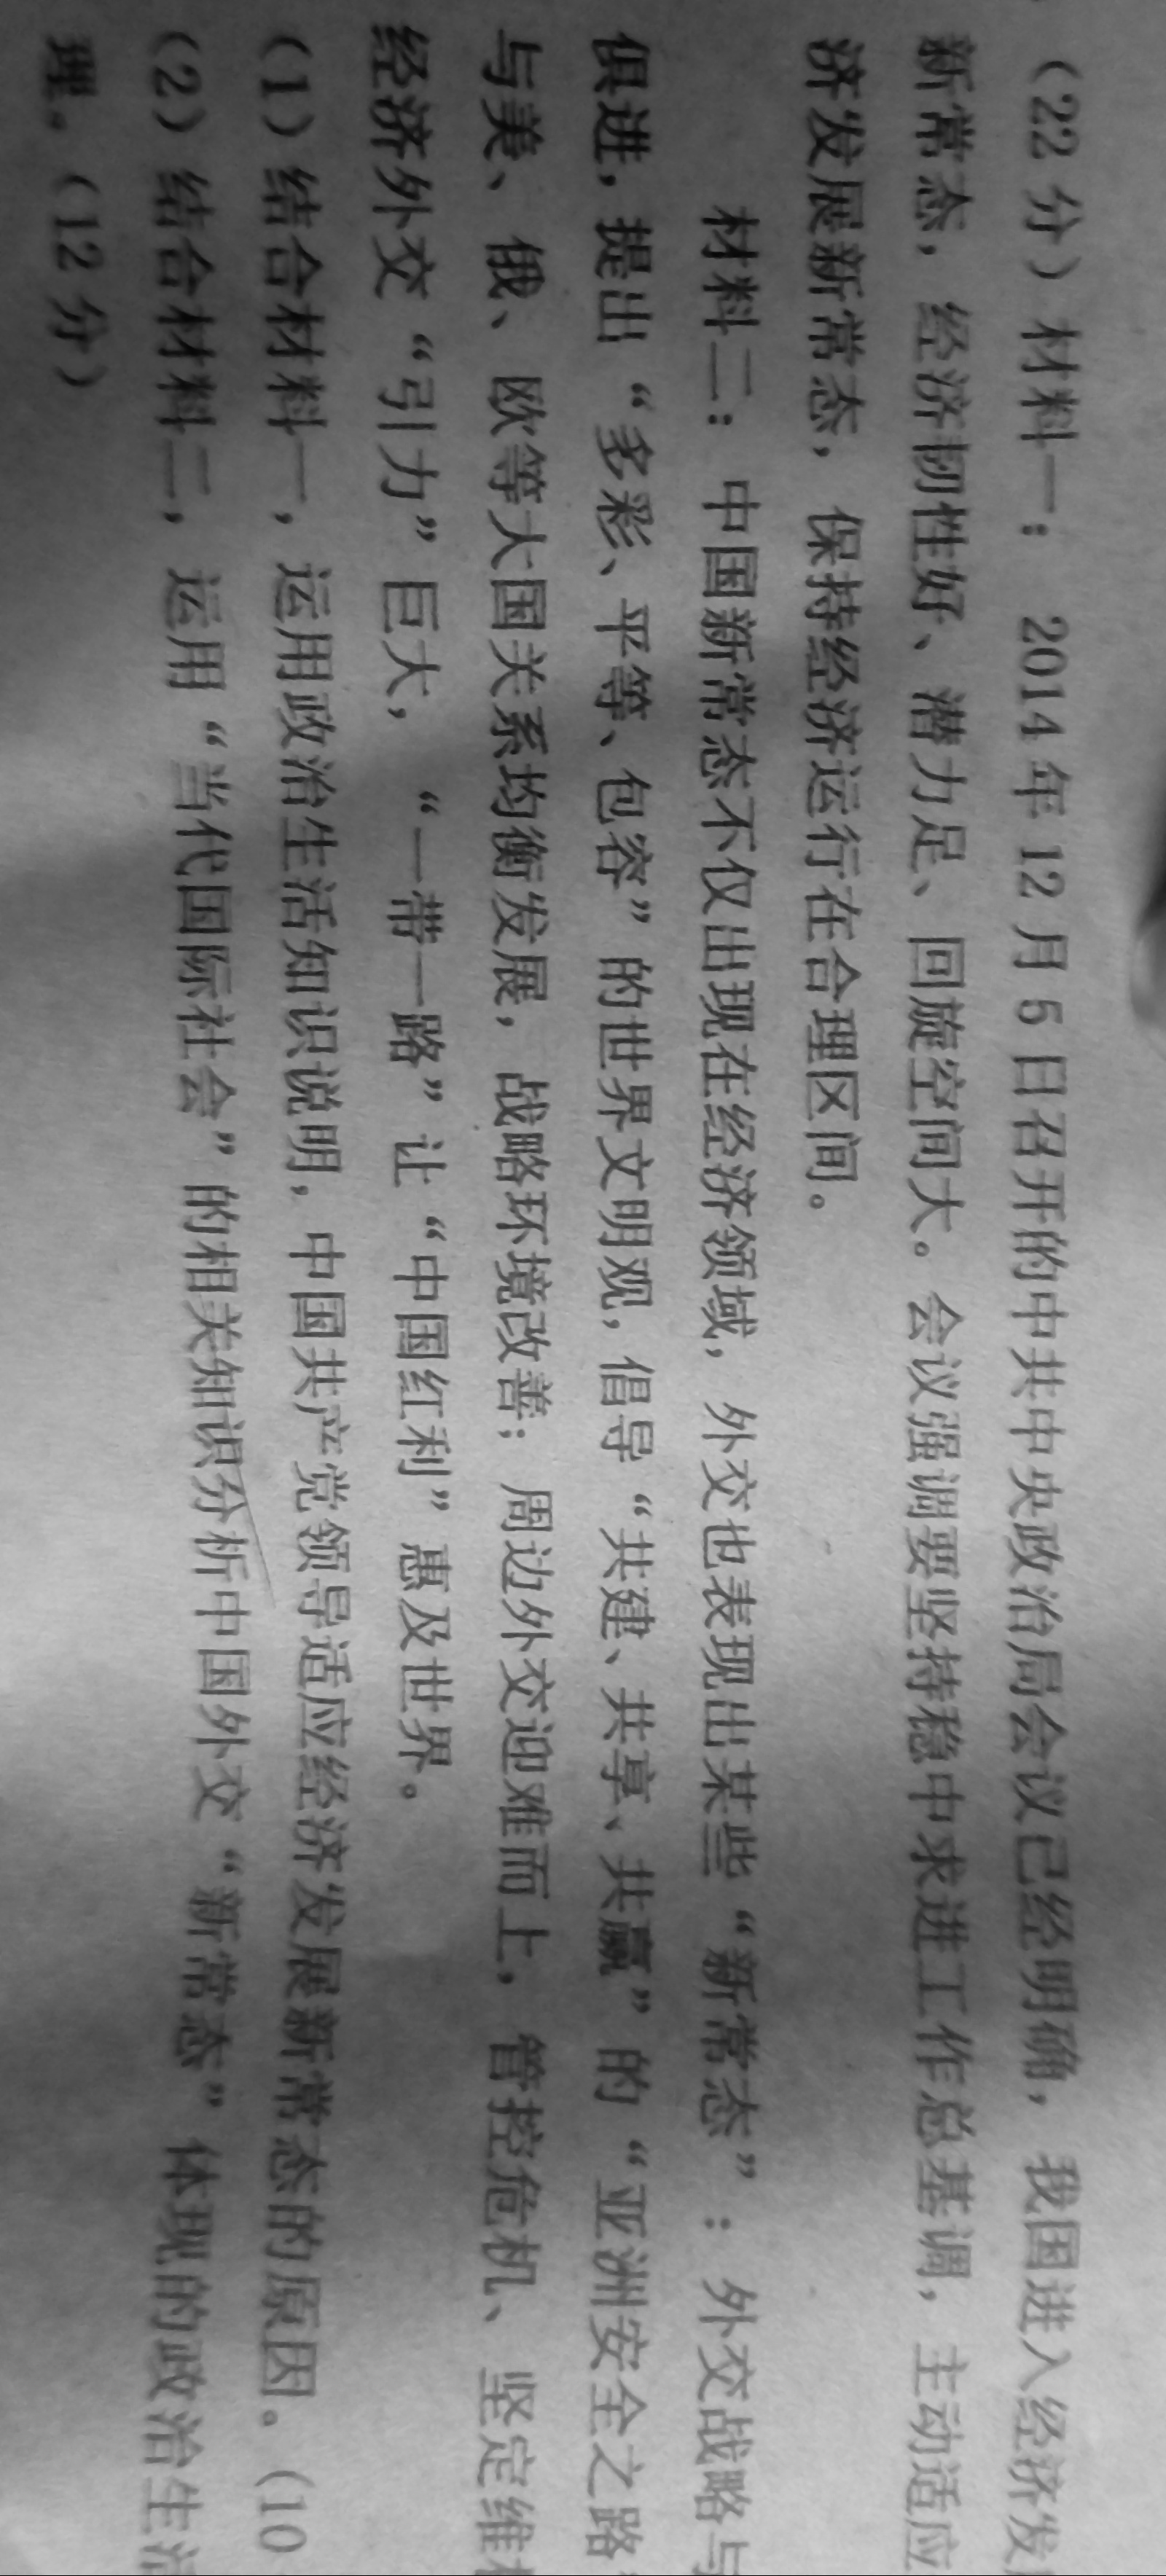 （22 分）材料一： 2014 年 12 月 5 日召开的中共中央政治局会议已经明确，我国进入经济发
新常态，经济韧性好、潜力足、回旋空间大。会议强调要坚持稳中求进工作总基调，主动适应
济发展新常态，保持经济运行在合理区间。
材料二：中国新常态不仅出现在经济领域，外交也表现出某些“新常态”：外交战略与
俱进，提出“多彩、平等、包容”的世界文明观，倡导“共建、共享、共赢”的“亚洲安全之路
与美、俄、欧等大国关系均衡发展，战略环境改善；周边外交迎难而上，管控危机、坚定维
经济外交“引力”巨大，“一带一路”让“中国红利”惠及世界。
（1）结合材料一，运用政治生活知识说明，中国共产党领导适应经济发展新常态的原因。（10
（2）结合材料二，运用“当代国际社会”的相关知识分析中国外交“新常态”体现的政治生活
理。（12 分）